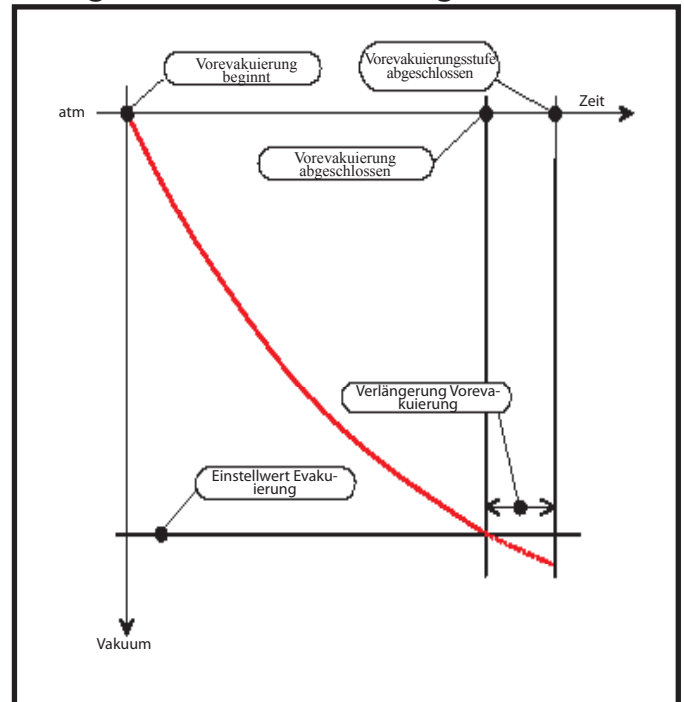 Vorevakuierung
beginnt
Vorevakuierungsstufe
abgeschlossen
atm
Zeit
Vorevakuierung
abgeschlossen
Verlängerung Voreva-
kuierung
Einstellwert Evaku-
ierung
Vakuum